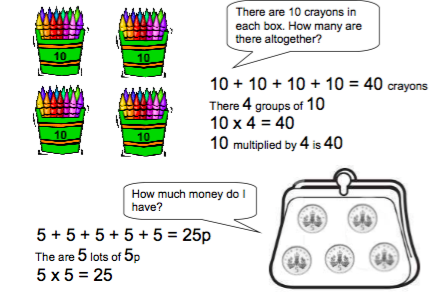 There are 10 crayons in
each box. How many are
there altogether?
10 10
10 10
10 + 10 + 10 + 10 = 40 crayons
There 4 groups of 10
10 x 4 = 40
10 multiplied by 4 is 40
How much money do I
have?
5 + 5 + 5 + 5 + 5 = 25p
The are 5 lots of 5p
5 x 5 = 25